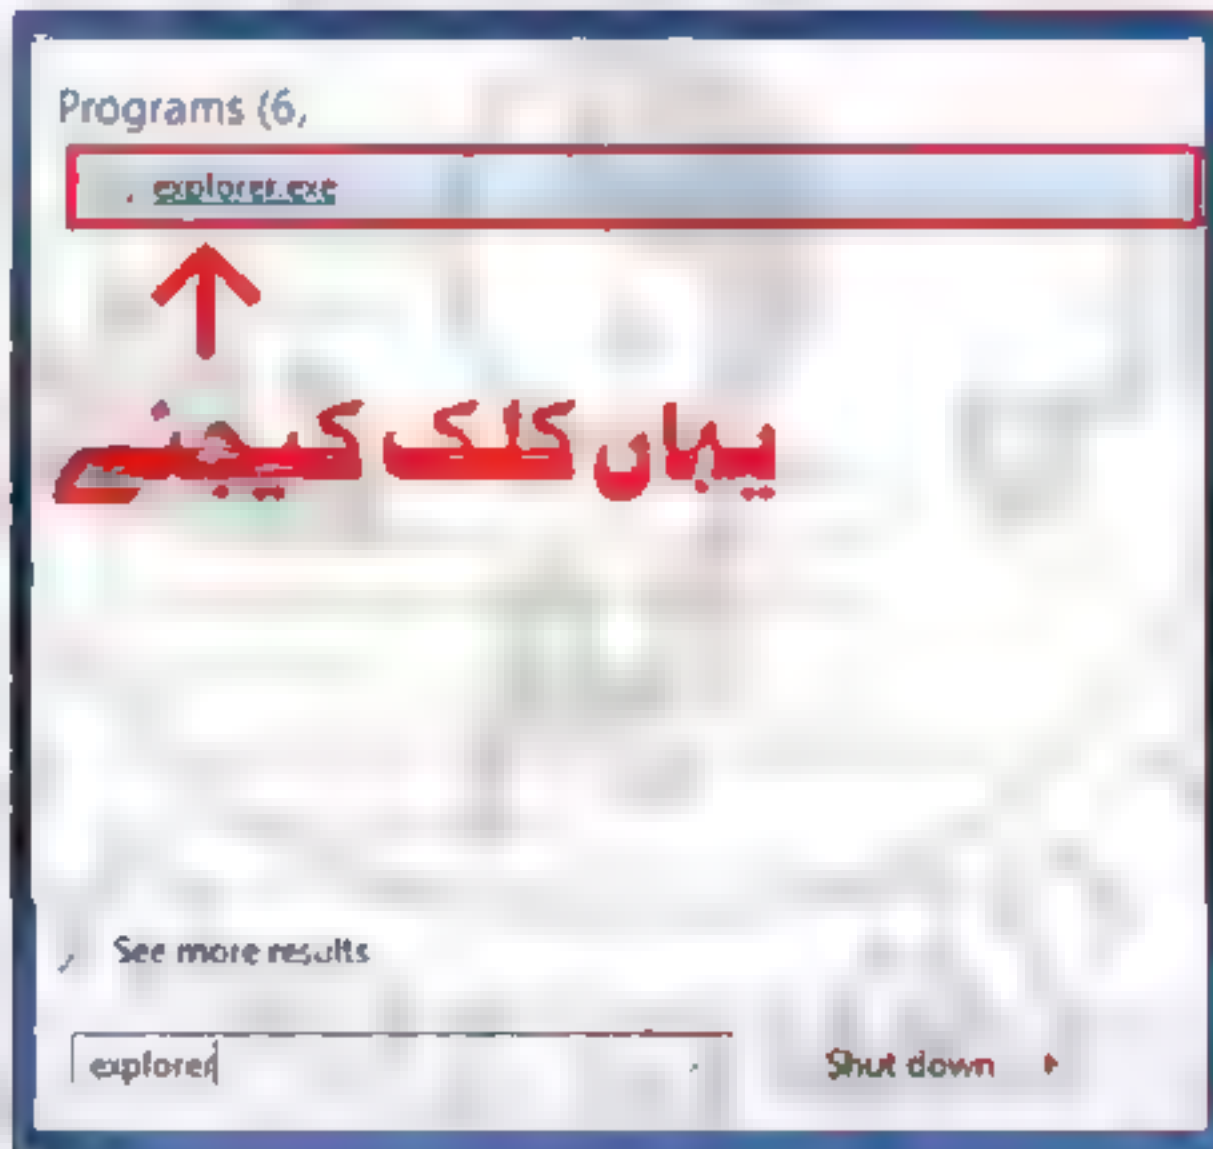 Programs (6,
explorer.exe
یہاں کلک کیجئے
See more results
explorer
Shut down